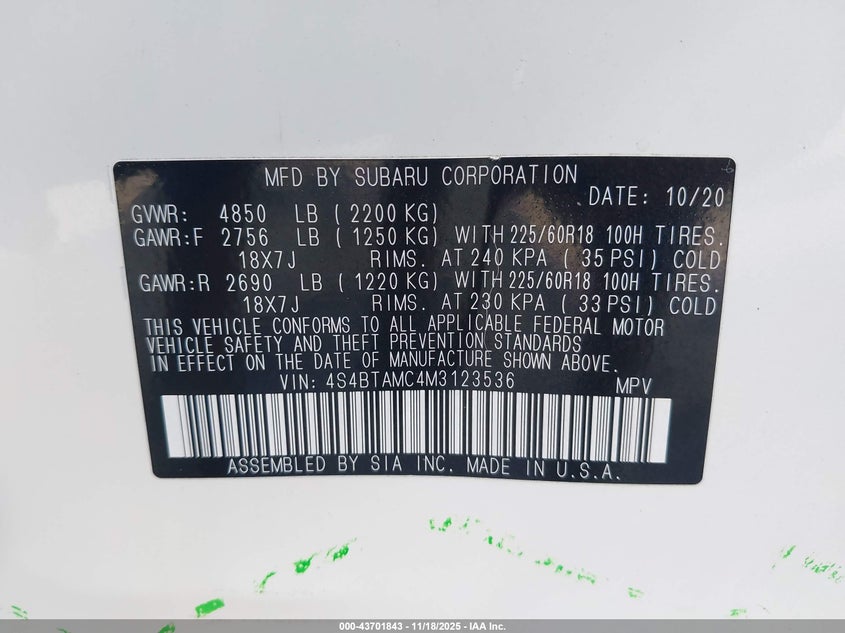 MFD BY SUBARU CORPORATION
DATE: 10/20
GVWR: 4850 LB ( 2200 KG)
GAWR:F 2756 LB ( 1250 KG) WITH 225/60R18 100H TIRES.
18X7J RIMS. AT 240 KPA ( 35 PSI) COLD
GAWR:R 2690 LB ( 1220 KG) WITH 225/60R18 100H TIRES.
18X7J RIMS. AT 230 KPA ( 33 PSI) COLD
THIS VEHICLE CONFORMS TO ALL APPLICABLE FEDERAL MOTOR
VEHICLE SAFETY AND THEFT PREVENTION STANDARDS
IN EFFECT ON THE DATE OF MANUFACTURE SHOWN ABOVE.
VIN: 4S4BTAMC4M3123536 MPV
ASSEMBLED BY SIA INC. MADE IN U.S.A.
000-43701843 - 11/18/2025 - IAA Inc.